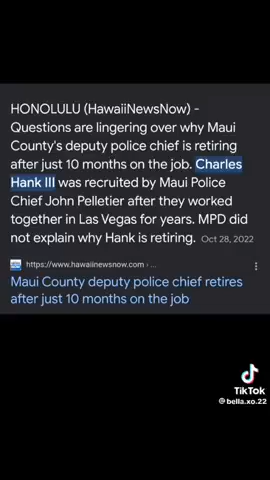 HONOLULU (HawaiiNewsNow) -
Questions are lingering over why Maui
County's deputy police chief is retiring
after just 10 months on the job. Charles
Hank III was recruited by Maui Police
Chief John Pelletier after they worked
together in Las Vegas for years. MPD did
not explain why Hank is retiring. Oct 28, 2022
https://www.hawaiinewsnow.com › ...
Maui County deputy police chief retires
after just 10 months on the job
TikTok
@bella.xo.22